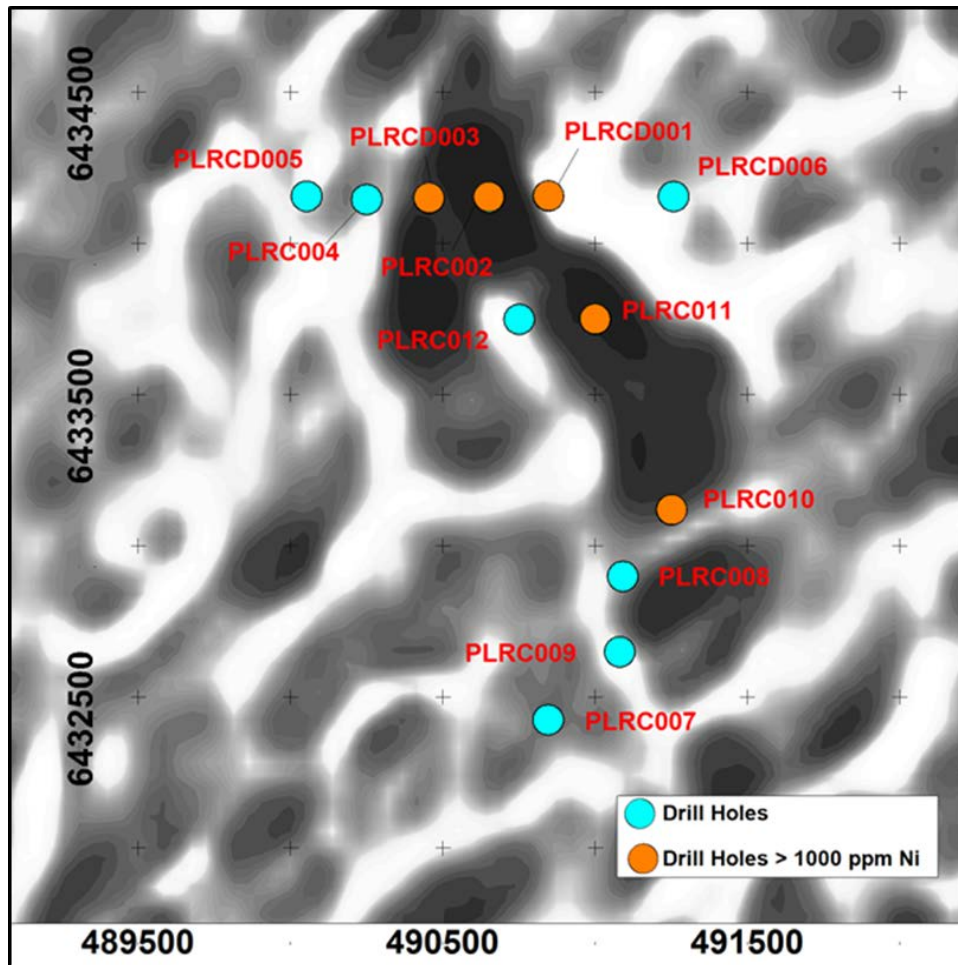 6434500
PLRCD003
PLRCD001
PLRCD005
PLRCD006
PLRC004
PLRC002
PLRC011
PLRC012
6433500
PLRC010
PLRC008
PLRC009
6432500
PLRC007
Drill Holes
Drill Holes > 1000 ppm Ni
489500
490500
491500